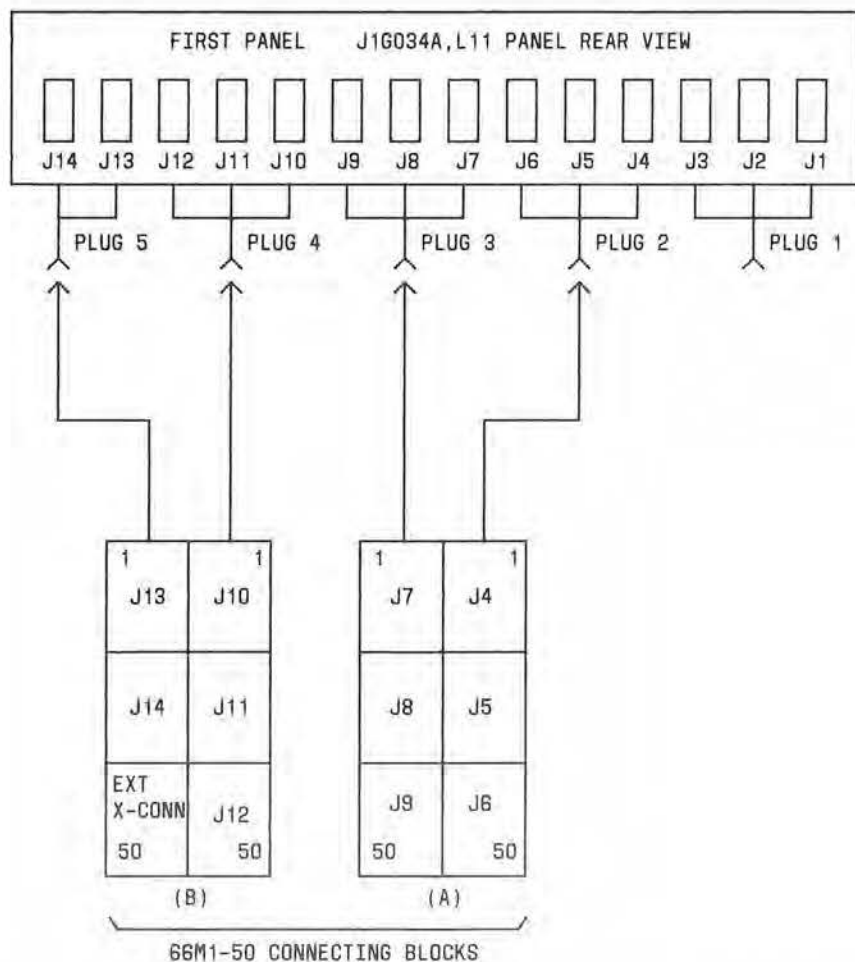 FIRST PANEL J1G034A,L11 PANEL REAR VIEW
J14 J13 J12 J11 J10 J9 J8 J7 J6 J5 J4 J3 J2 J1
PLUG 5 PLUG 4 PLUG 3 PLUG 2 PLUG 1
1 1 1 1
J13 J10 J7 J4
J14 J11 J8 J5
EXT
X-CONN J12 J9 J6
50 50 50 50
(B) (A)
66M1-50 CONNECTING BLOCKS